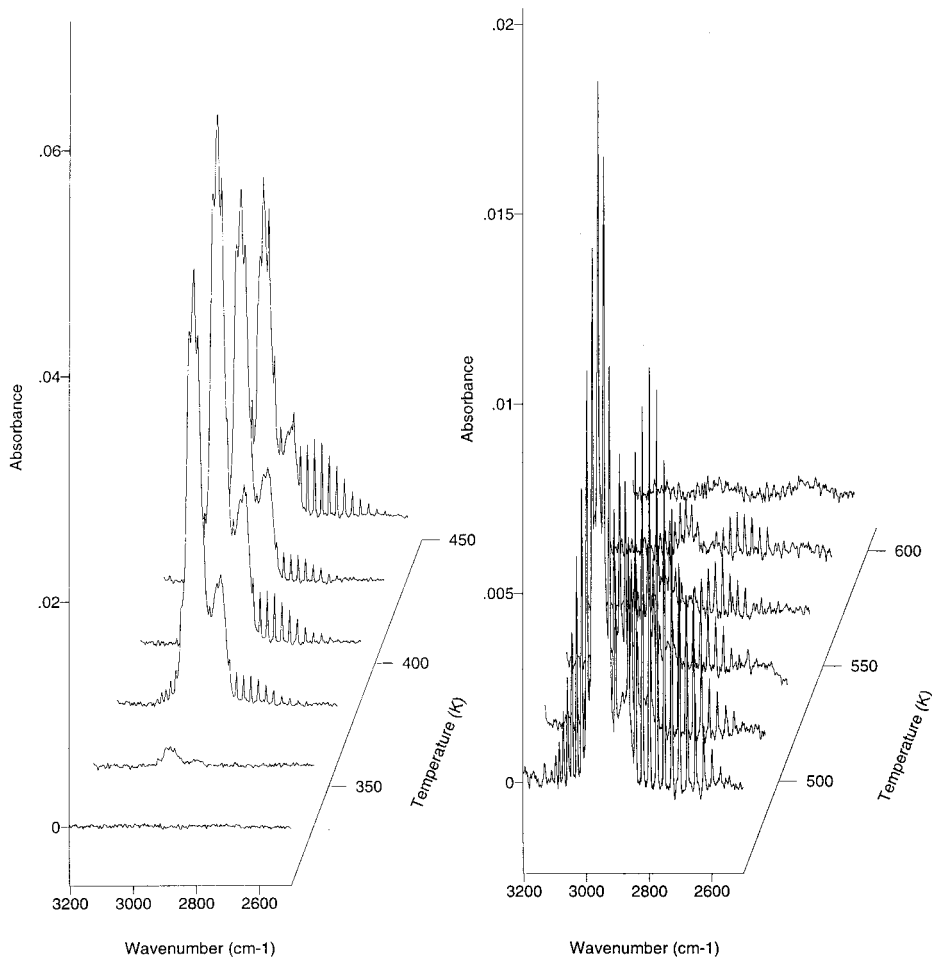 .06
.04
.02
0
Absorbance
450
400
350
Temperature (K)
3200 3000 2800 2600
Wavenumber (cm-1)
.02
.015
.01
.005
0
Absorbance
600
550
500
Temperature (K)
3200 3000 2800 2600
Wavenumber (cm-1)